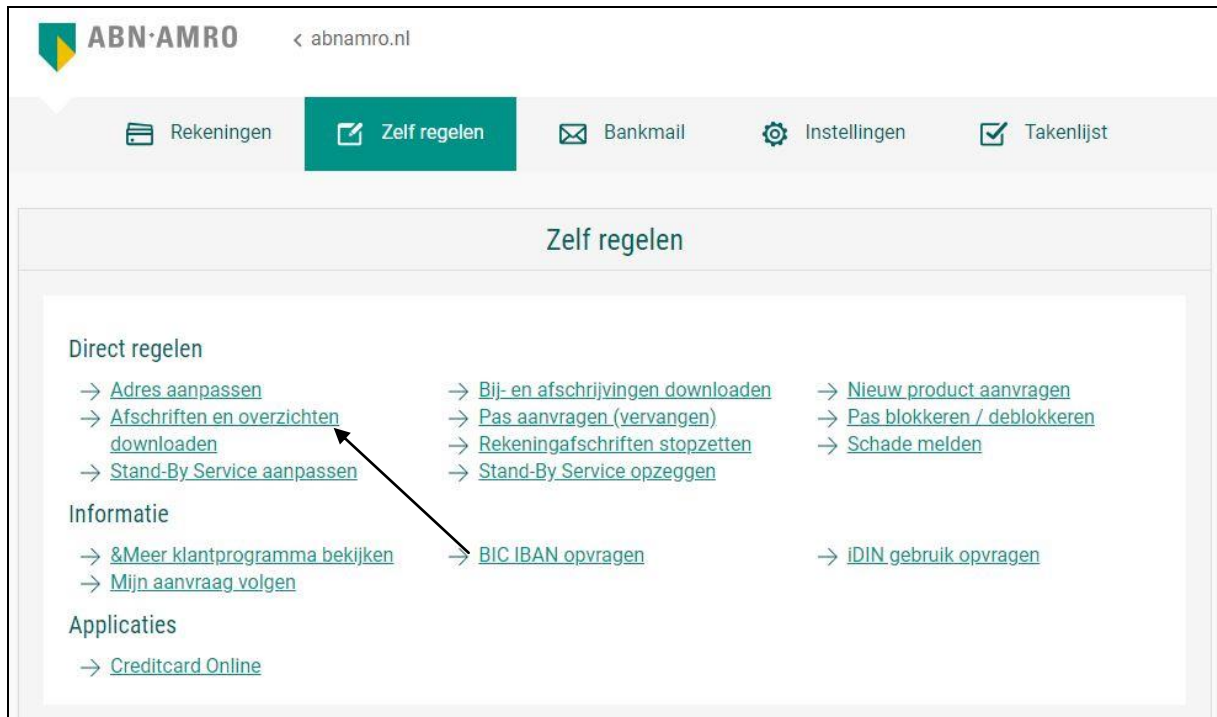 ABN·AMRO < abnamro.nl
Rekeningen Zelf regelen Bankmail Instellingen Takenlijst
Zelf regelen
Direct regelen
→ Adres aanpassen → Bij- en afschrijvingen downloaden → Nieuw product aanvragen
→ Afschriften en overzichten → Pas aanvragen (vervangen) → Pas blokkeren / deblokkeren
downloaden → Rekeningafschriften stopzetten → Schade melden
→ Stand-By Service aanpassen → Stand-By Service opzeggen
Informatie
→ &Meer klantprogramma bekijken → BIC IBAN opvragen → iDIN gebruik opvragen
→ Mijn aanvraag volgen
Applicaties
→ Creditcard Online